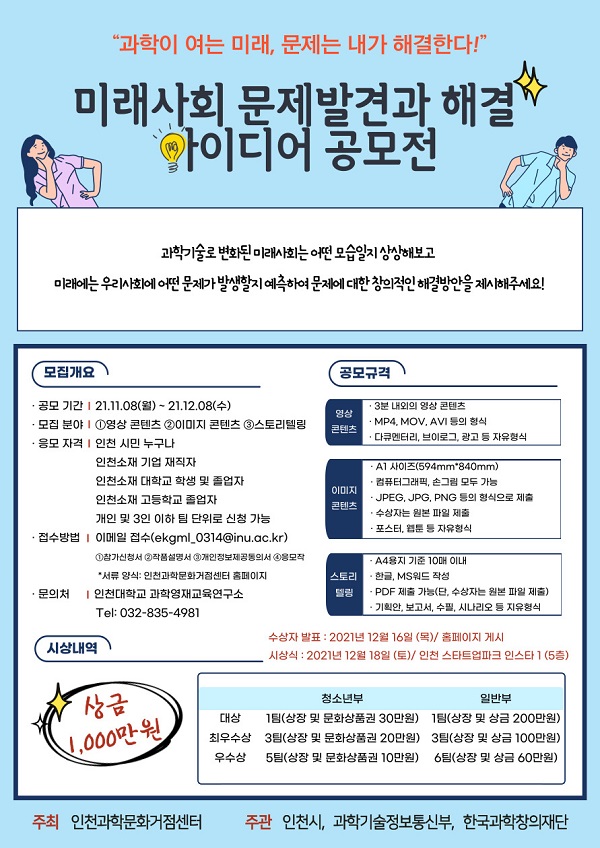 “과학이 여는 미래, 문제는 내가 해결한다!”
미래사회 문제발견과 해결
아이디어 공모전
과학기술로 변화된 미래사회는 어떤 모습일지 상상해보고
미래에는 우리사회에 어떤 문제가 발생할지 예측하여 문제에 대한 창의적인 해결방안을 제시해주세요!
모집개요
· 공모 기간 | 21.11.08(월) ~ 21.12.08(수)
· 모집 분야 | ①영상 콘텐츠 ②이미지 콘텐츠 ③스토리텔링
· 응모 자격 | 인천 시민 누구나
인천소재 기업 재직자
인천소재 대학교 학생 및 졸업자
인천소재 고등학교 졸업자
개인 및 3인 이하 팀 단위로 신청 가능
· 접수방법 | 이메일 접수(ekgml_0314@inu.ac.kr)
①참가신청서 ②작품설명서 ③개인정보제공동의서 ④응모작
*서류 양식: 인천과학문화거점센터 홈페이지
· 문의처 | 인천대학교 과학영재교육연구소
Tel: 032-835-4981
공모규격
영상
콘텐츠
· 3분 내외의 영상 콘텐츠
· MP4, MOV, AVI 등의 형식
· 다큐멘터리, 브이로그, 광고 등 자유형식
이미지
콘텐츠
· A1 사이즈(594mm*840mm)
· 컴퓨터그래픽, 손그림 모두 가능
· JPEG, JPG, PNG 등의 형식으로 제출
· 수상자는 원본 파일 제출
· 포스터, 웹툰 등 자유형식
스토리
텔링
· A4용지 기준 10매 이내
· 한글, MS워드 작성
· PDF 제출 가능(단, 수상자는 원본 파일 제출)
· 기획안, 보고서, 수필, 시나리오 등 자유형식
시상내역
수상자 발표 : 2021년 12월 16일 (목)/ 홈페이지 게시
시상식 : 2021년 12월 18일 (토)/ 인천 스타트업파크 인스타 1 (5층)
상금
1,000만원
청소년부 일반부
대상 1팀(상장 및 문화상품권 30만원) 1팀(상장 및 상금 200만원)
최우수상 3팀(상장 및 문화상품권 20만원) 3팀(상장 및 상금 100만원)
우수상 5팀(상장 및 문화상품권 10만원) 6팀(상장 및 상금 60만원)
주최 인천과학문화거점센터 주관 인천시, 과학기술정보통신부, 한국과학창의재단